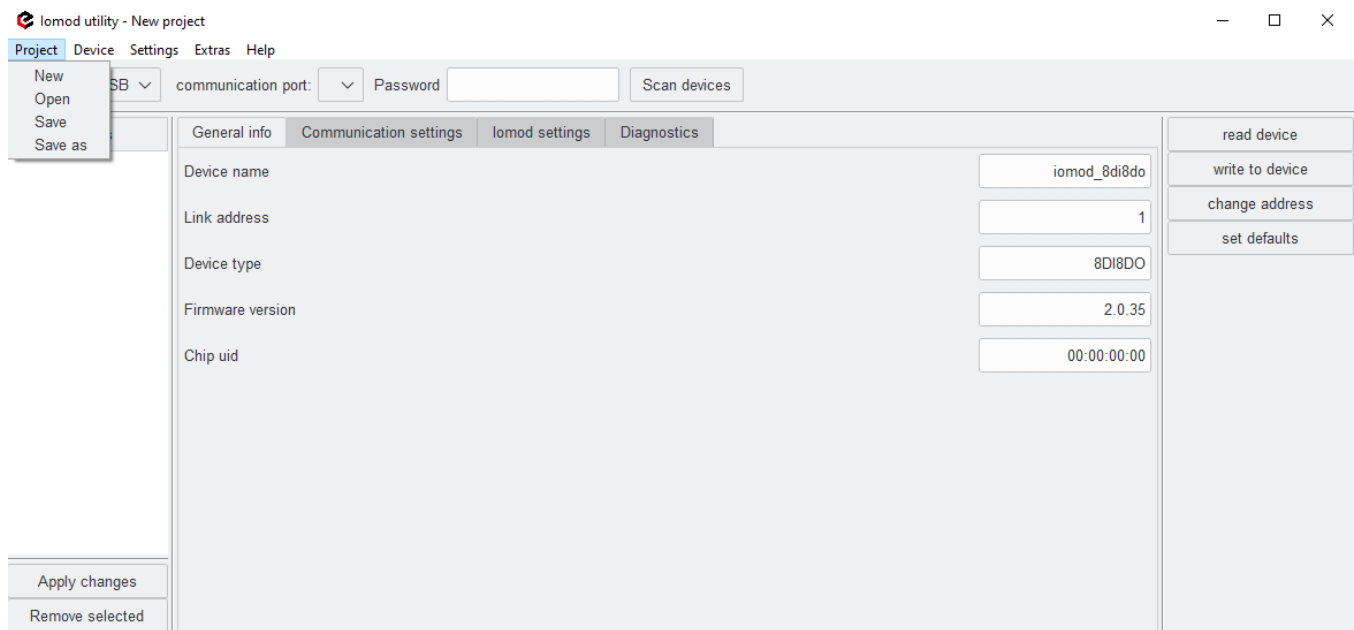 Iomod utility - New project
Project Device Settings Extras Help
New
Open
Save
Save as
SB communication port: Password Scan devices
General info Communication settings Iomod settings Diagnostics
Device name iomod_8di8do
Link address 1
Device type 8DI8DO
Firmware version 2.0.35
Chip uid 00:00:00:00
read device
write to device
change address
set defaults
Apply changes
Remove selected